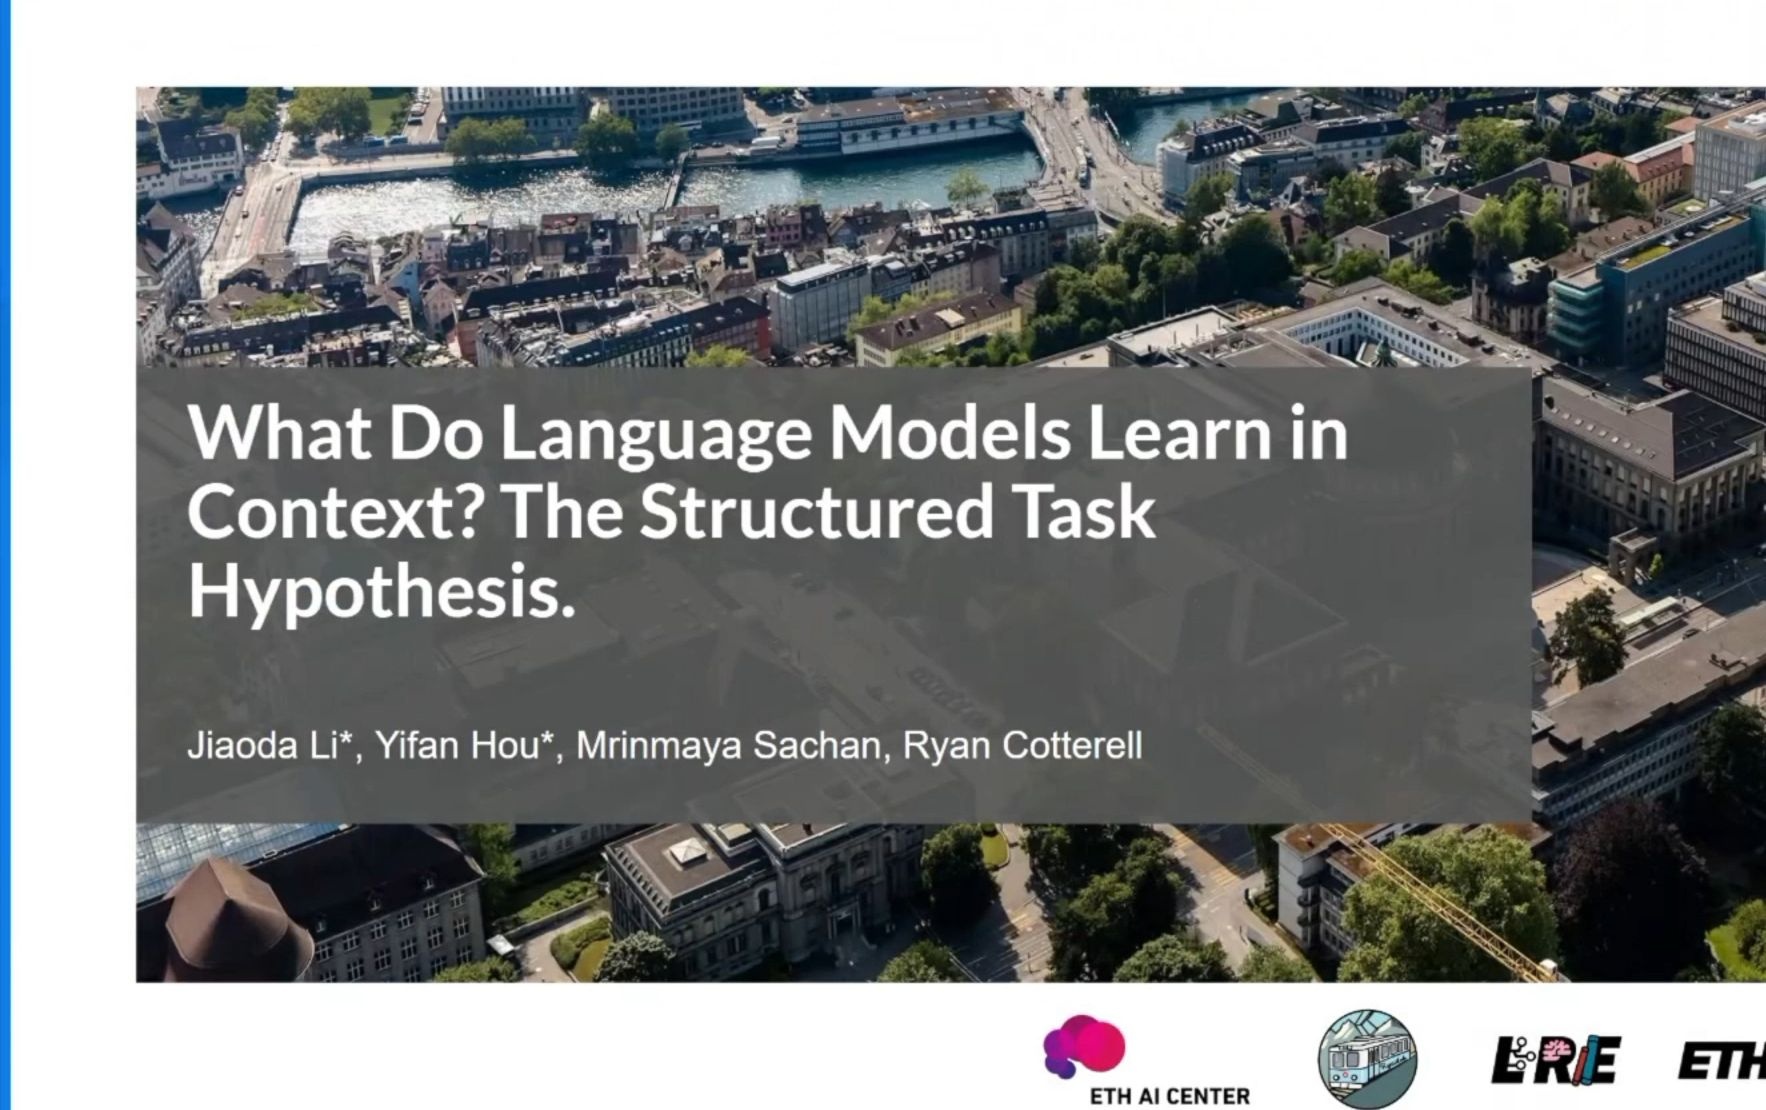 What Do Language Models Learn in
Context? The Structured Task
Hypothesis.
Jiaoda Li*, Yifan Hou*, Mrinmaya Sachan, Ryan Cotterell
ETH AI CENTER
LRE
ETH